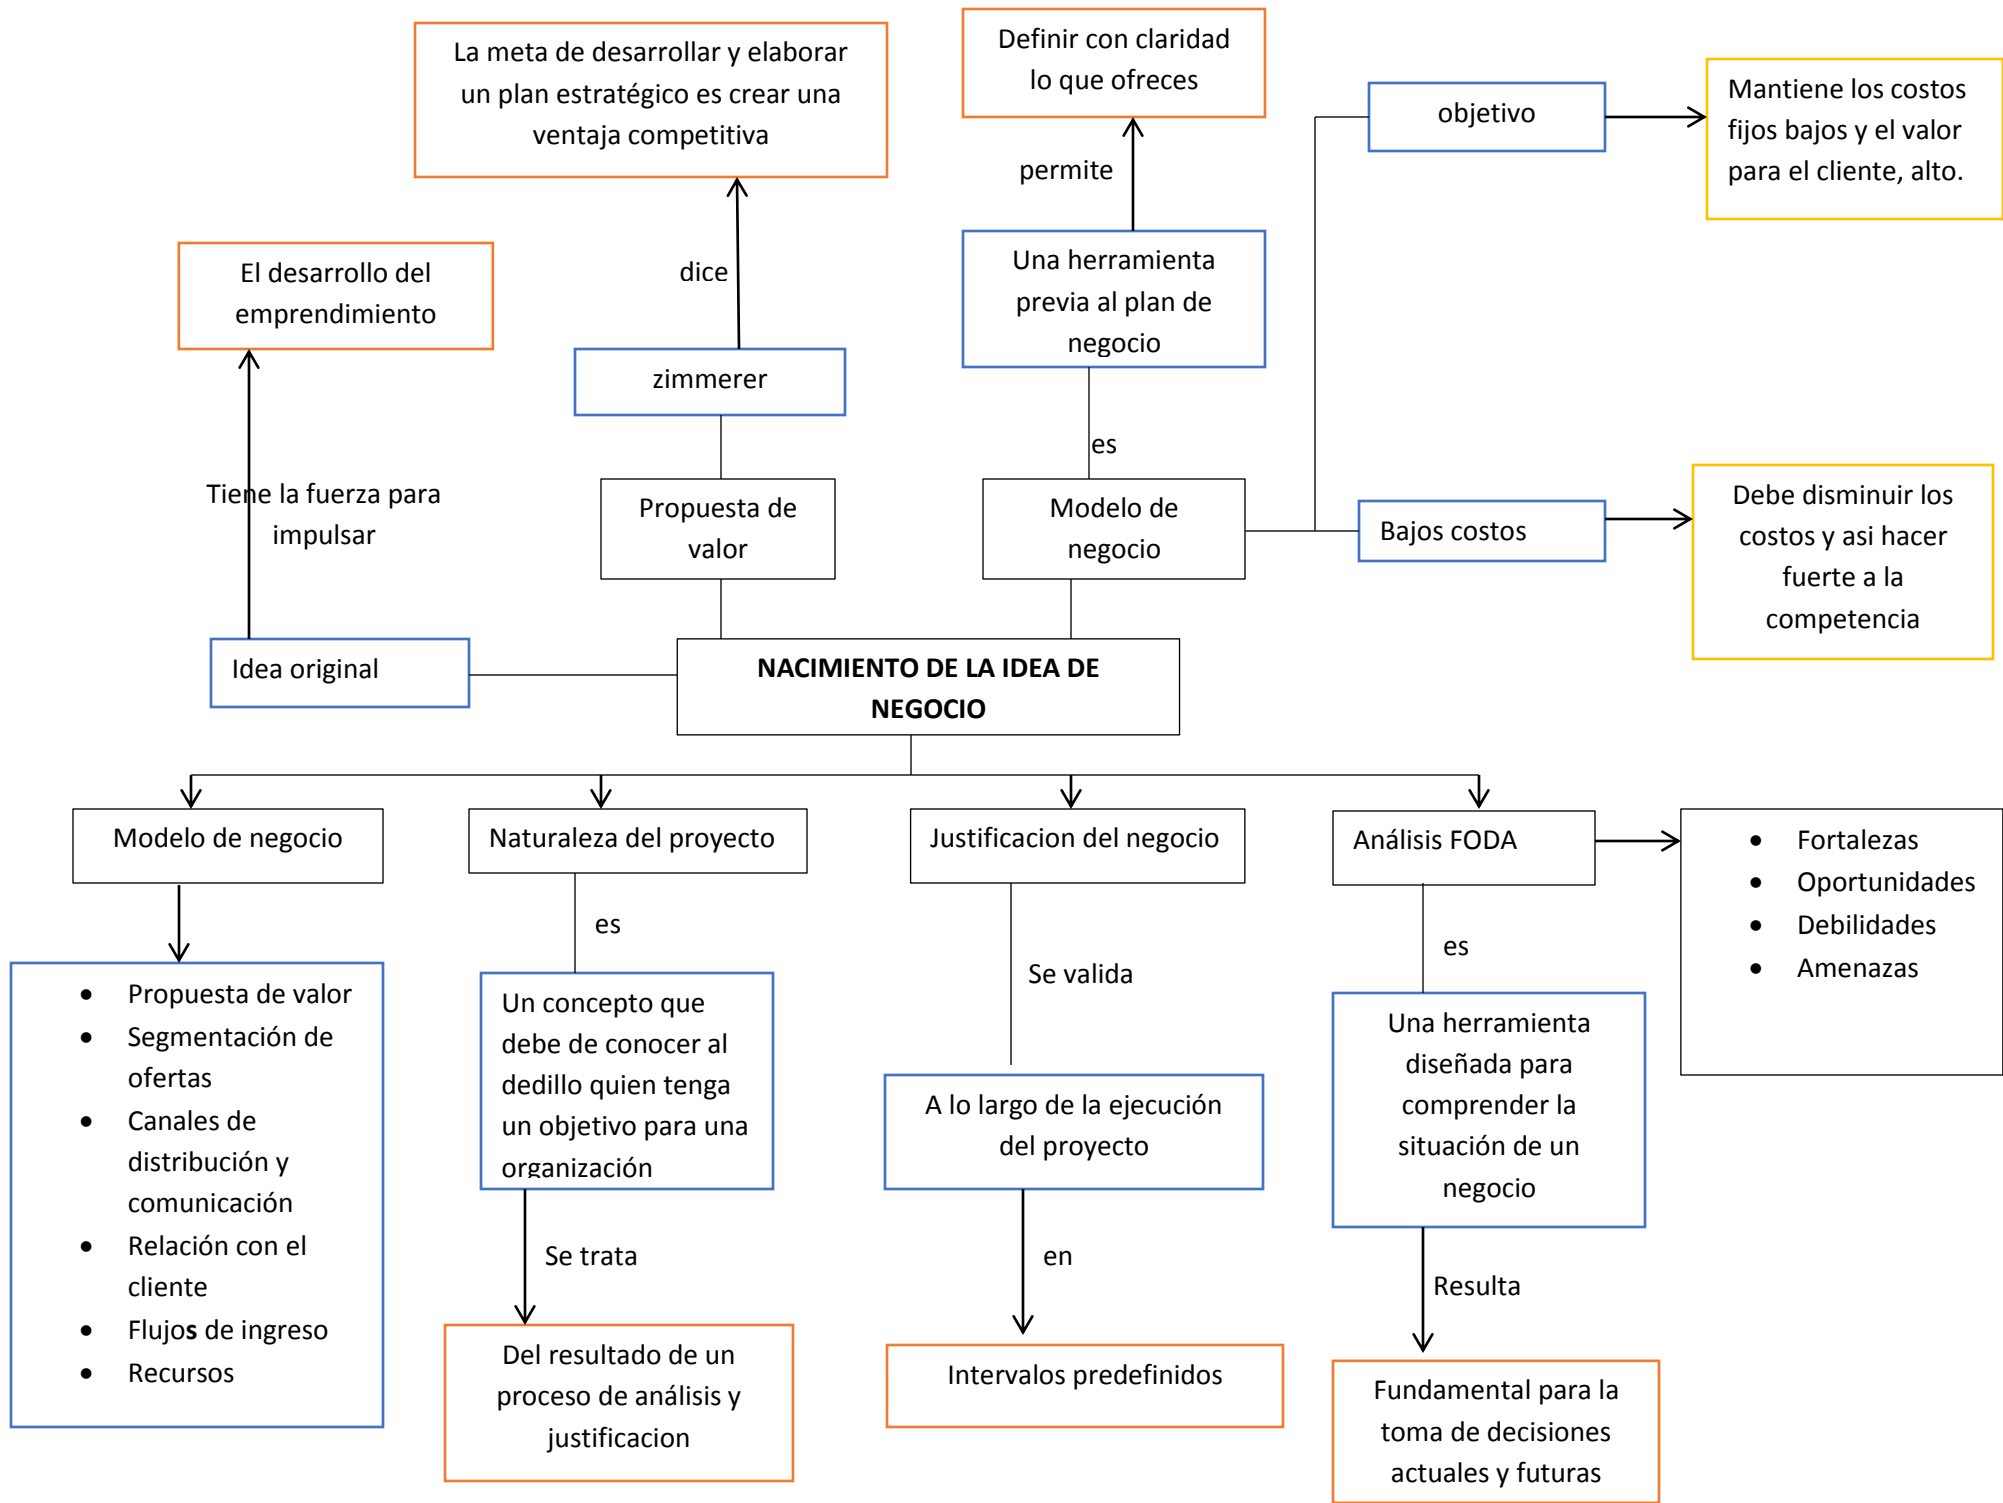 La meta de desarrollar y elaborar
un plan estratégico es crear una
ventaja competitiva
Definir con claridad
lo que ofreces
objetivo
Mantiene los costos
fijos bajos y el valor
para el cliente, alto.
permite
El desarrollo del
emprendimiento
dice
Una herramienta
previa al plan de
negocio
zimmerer
es
Tiene la fuerza para
impulsar
Propuesta de
valor
Modelo de
negocio
Bajos costos
Debe disminuir los
costos y asi hacer
fuerte a la
competencia
Idea original
NACIMIENTO DE LA IDEA DE
NEGOCIO
Modelo de negocio
Naturaleza del proyecto
Justificacion del negocio
Análisis FODA
• Fortalezas
• Oportunidades
• Debilidades
• Amenazas
es
Se valida
es
• Propuesta de valor
• Segmentación de
ofertas
• Canales de
distribución y
comunicación
• Relación con el
cliente
• Flujos de ingreso
• Recursos
Un concepto que
debe de conocer al
dedillo quien tenga
un objetivo para una
organización
A lo largo de la ejecución
del proyecto
Una herramienta
diseñada para
comprender la
situación de un
negocio
Se trata
en
Resulta
Del resultado de un
proceso de análisis y
justificacion
Intervalos predefinidos
Fundamental para la
toma de decisiones
actuales y futuras